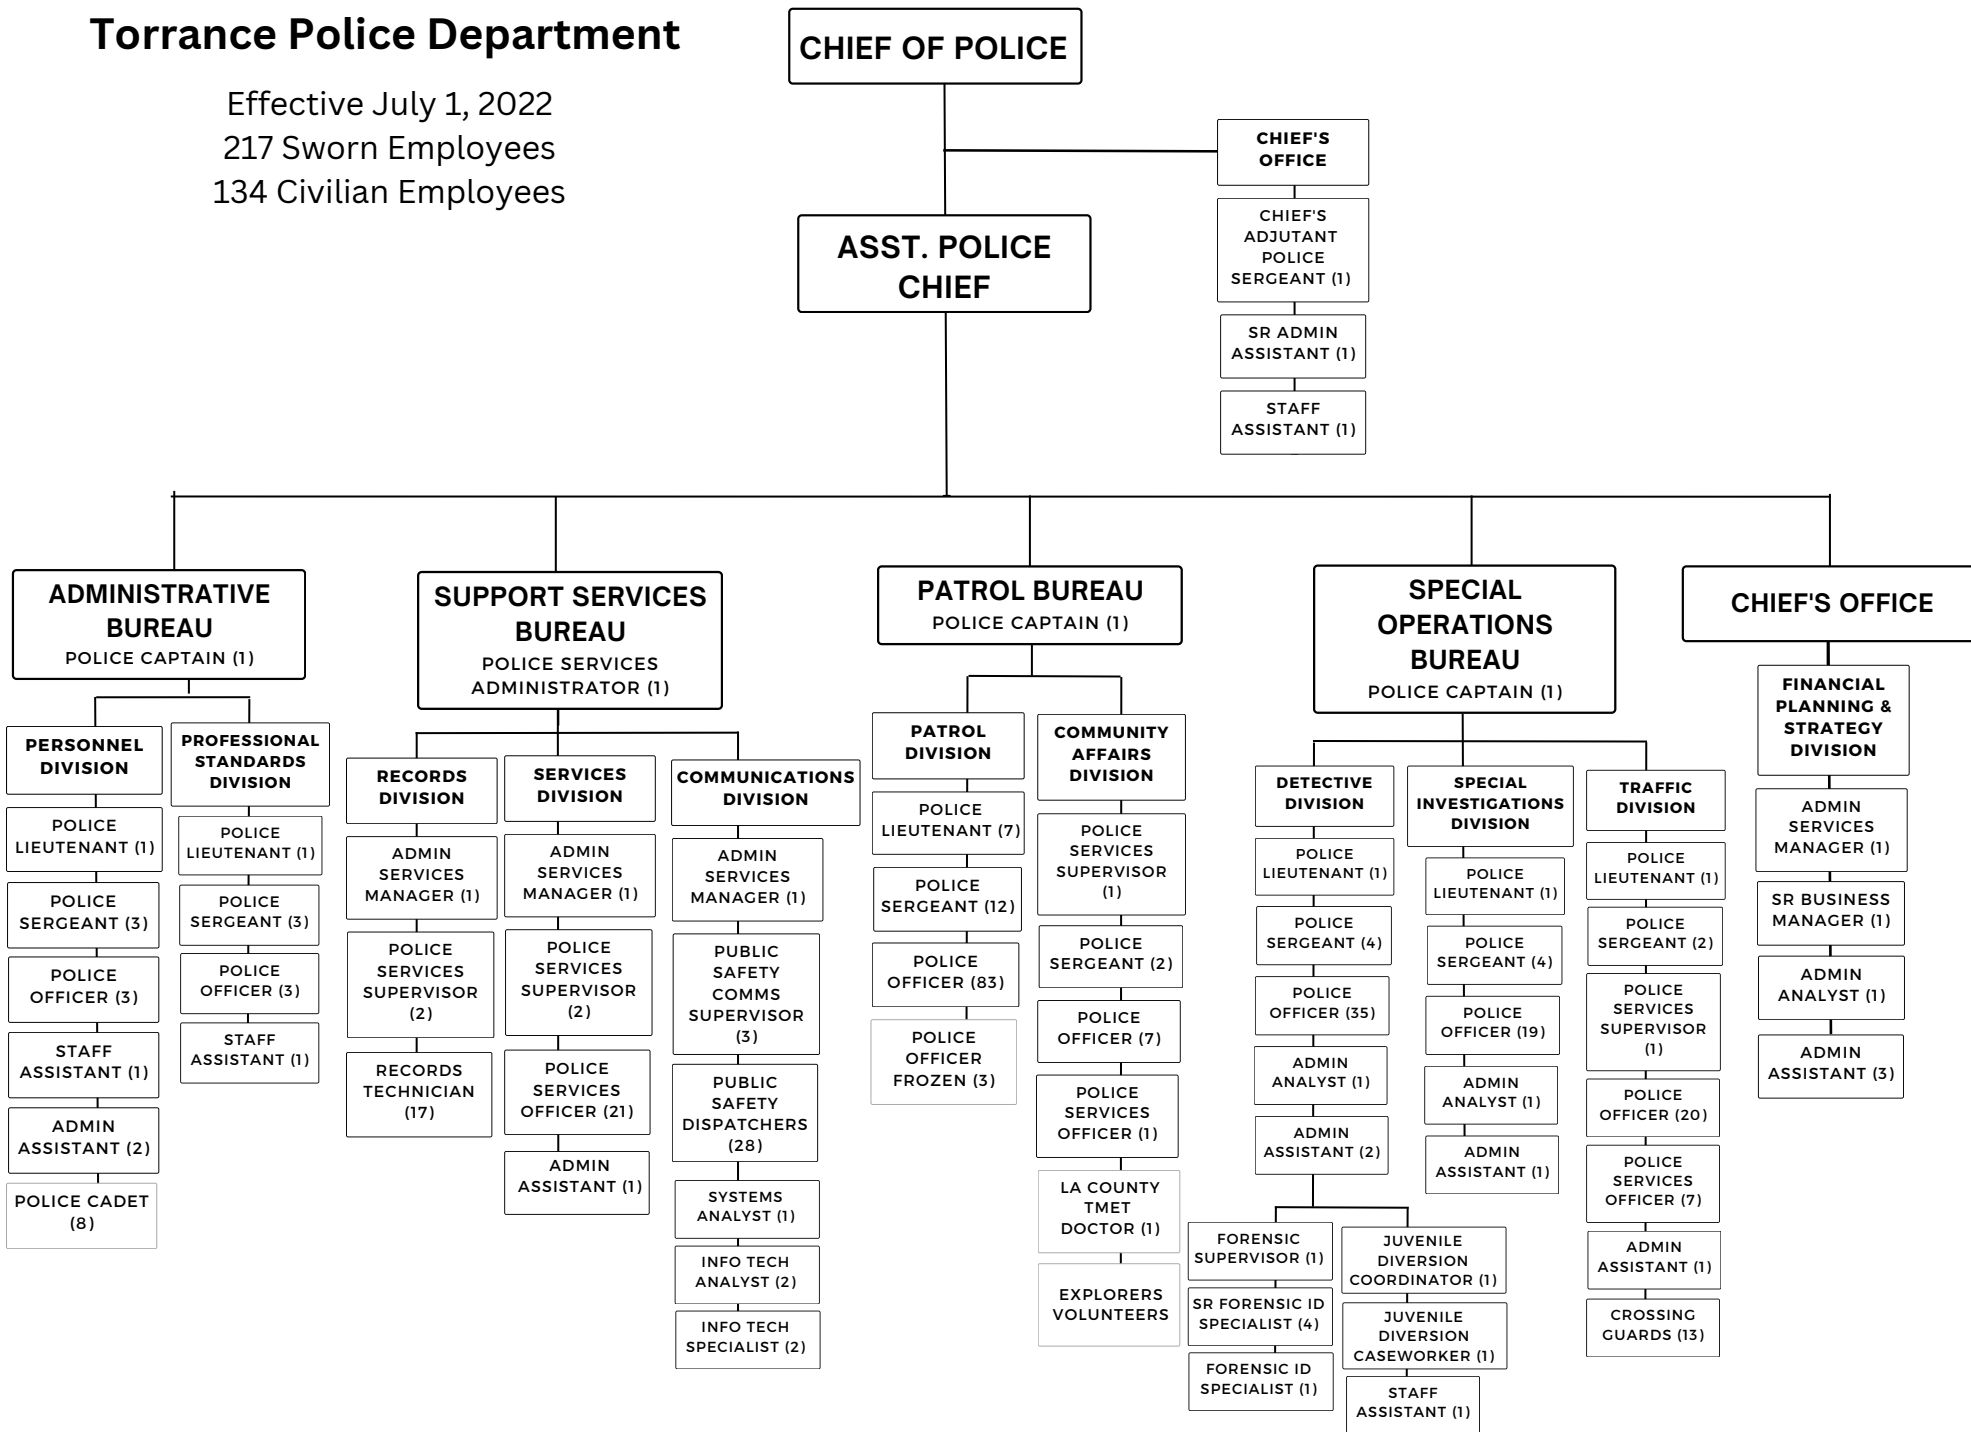 Torrance Police Department
Effective July 1, 2022
217 Sworn Employees
134 Civilian Employees
CHIEF OF POLICE
CHIEF'S
OFFICE
CHIEF'S
ADJUTANT
POLICE
SERGEANT (1)
SR ADMIN
ASSISTANT (1)
STAFF
ASSISTANT (1)
ASST. POLICE
CHIEF
ADMINISTRATIVE
BUREAU
POLICE CAPTAIN (1)
PERSONNEL
DIVISION
POLICE
LIEUTENANT (1)
POLICE
SERGEANT (3)
POLICE
OFFICER (3)
STAFF
ASSISTANT (1)
ADMIN
ASSISTANT (2)
POLICE CADET
(8)
PROFESSIONAL
STANDARDS
DIVISION
POLICE
LIEUTENANT (1)
POLICE
SERGEANT (3)
POLICE
OFFICER (3)
STAFF
ASSISTANT (1)
SUPPORT SERVICES
BUREAU
POLICE SERVICES
ADMINISTRATOR (1)
RECORDS
DIVISION
ADMIN
SERVICES
MANAGER (1)
POLICE
SERVICES
SUPERVISOR
(2)
RECORDS
TECHNICIAN
(17)
SERVICES
DIVISION
ADMIN
SERVICES
MANAGER (1)
POLICE
SERVICES
SUPERVISOR
(2)
POLICE
SERVICES
OFFICER (21)
ADMIN
ASSISTANT (1)
COMMUNICATIONS
DIVISION
ADMIN
SERVICES
MANAGER (1)
PUBLIC
SAFETY
COMMS
SUPERVISOR
(3)
PUBLIC
SAFETY
DISPATCHERS
(28)
SYSTEMS
ANALYST (1)
INFO TECH
ANALYST (2)
INFO TECH
SPECIALIST (2)
PATROL BUREAU
POLICE CAPTAIN (1)
PATROL
DIVISION
POLICE
LIEUTENANT (7)
POLICE
SERGEANT (12)
POLICE
OFFICER (83)
POLICE
OFFICER
FROZEN (3)
COMMUNITY
AFFAIRS
DIVISION
POLICE
SERVICES
SUPERVISOR
(1)
POLICE
SERGEANT (2)
POLICE
OFFICER (7)
POLICE
SERVICES
OFFICER (1)
LA COUNTY
TMET
DOCTOR (1)
EXPLORERS
VOLUNTEERS
SPECIAL
OPERATIONS
BUREAU
POLICE CAPTAIN (1)
DETECTIVE
DIVISION
POLICE
LIEUTENANT (1)
POLICE
SERGEANT (4)
POLICE
OFFICER (35)
ADMIN
ANALYST (1)
ADMIN
ASSISTANT (2)
FORENSIC
SUPERVISOR (1)
SR FORENSIC ID
SPECIALIST (4)
FORENSIC ID
SPECIALIST (1)
JUVENILE
DIVERSION
COORDINATOR (1)
JUVENILE
DIVERSION
CASEWORKER (1)
STAFF
ASSISTANT (1)
SPECIAL
INVESTIGATIONS
DIVISION
POLICE
LIEUTENANT (1)
POLICE
SERGEANT (4)
POLICE
OFFICER (19)
ADMIN
ANALYST (1)
ADMIN
ASSISTANT (1)
TRAFFIC
DIVISION
POLICE
LIEUTENANT (1)
POLICE
SERGEANT (2)
POLICE
SERVICES
SUPERVISOR
(1)
POLICE
OFFICER (20)
POLICE
SERVICES
OFFICER (7)
ADMIN
ASSISTANT (1)
CROSSING
GUARDS (13)
CHIEF'S OFFICE
FINANCIAL
PLANNING &
STRATEGY
DIVISION
ADMIN
SERVICES
MANAGER (1)
SR BUSINESS
MANAGER (1)
ADMIN
ANALYST (1)
ADMIN
ASSISTANT (3)